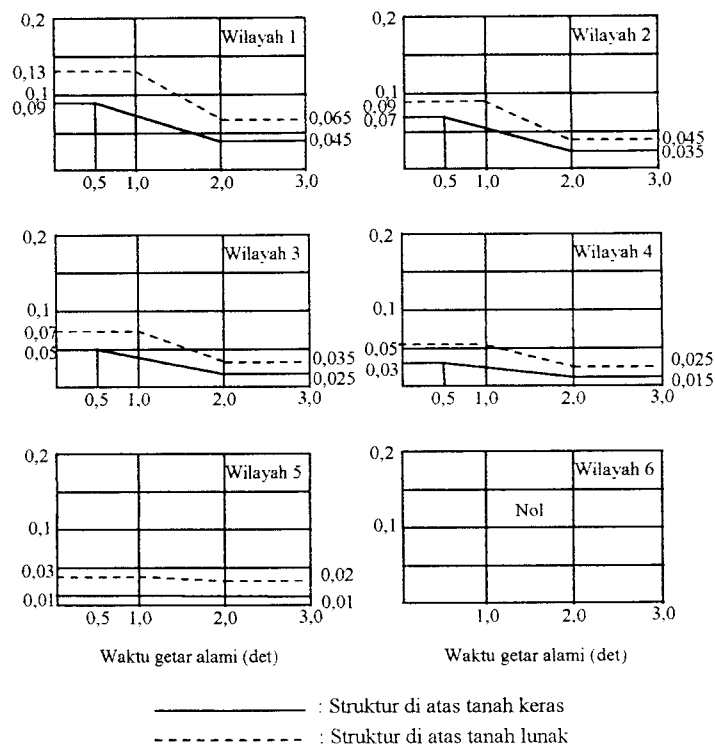 0,2
Wilayah 1
0,13
0,1
0,09
0,065
0,045
0,5 1,0 2,0 3,0
0,2
Wilayah 2
0,1
0,09
0,07
0,045
0,035
0,5 1,0 2,0 3,0
0,2
Wilayah 3
0,1
0,07
0,05
0,035
0,025
0,5 1,0 2,0 3,0
0,2
Wilayah 4
0,1
0,05
0,03
0,025
0,015
0,5 1,0 2,0 3,0
0,2
Wilayah 5
0,1
0,03
0,01
0,02
0,01
0,5 1,0 2,0 3,0
Waktu getar alami (det)
0,2
Wilayah 6
Nol
0,1
1,0 2,0 3,0
Waktu getar alami (det)
: Struktur di atas tanah keras
: Struktur di atas tanah lunak